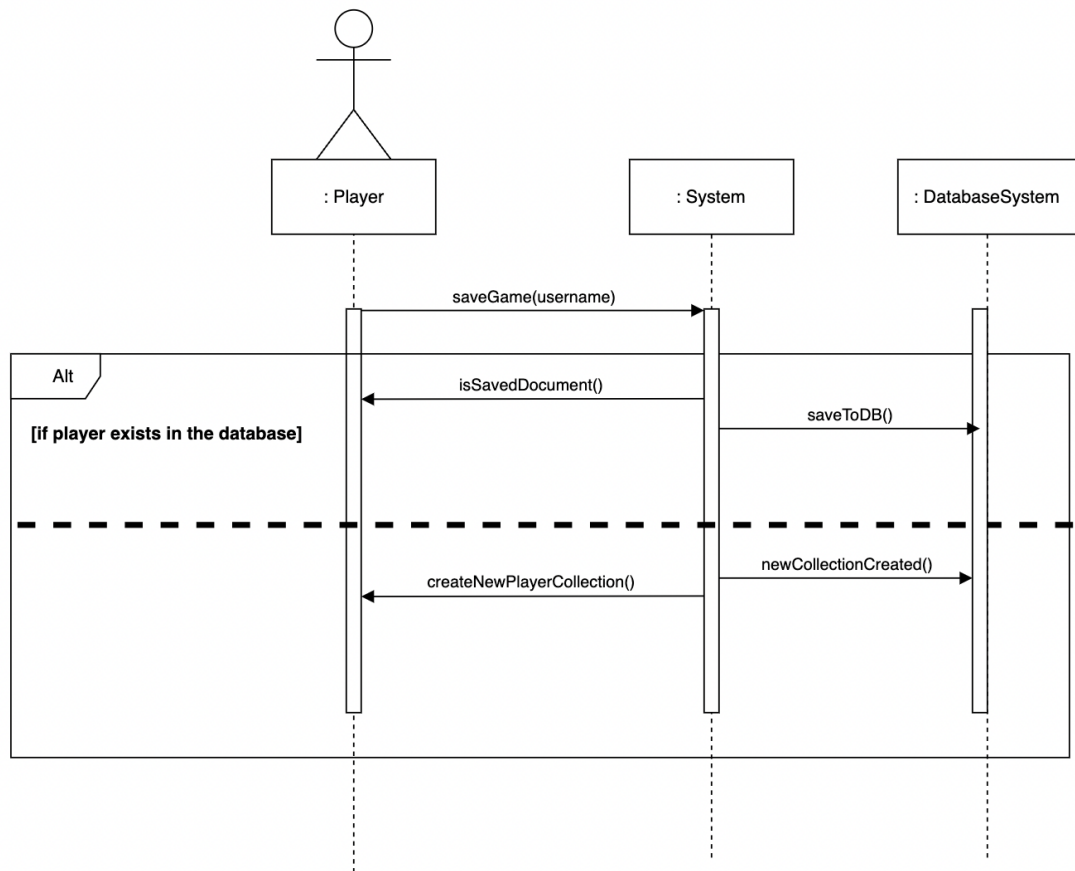 : Player
: System
: DatabaseSystem
saveGame(username)
Alt
isSavedDocument()
saveToDB()
[if player exists in the database]
newCollectionCreated()
createNewPlayerCollection()